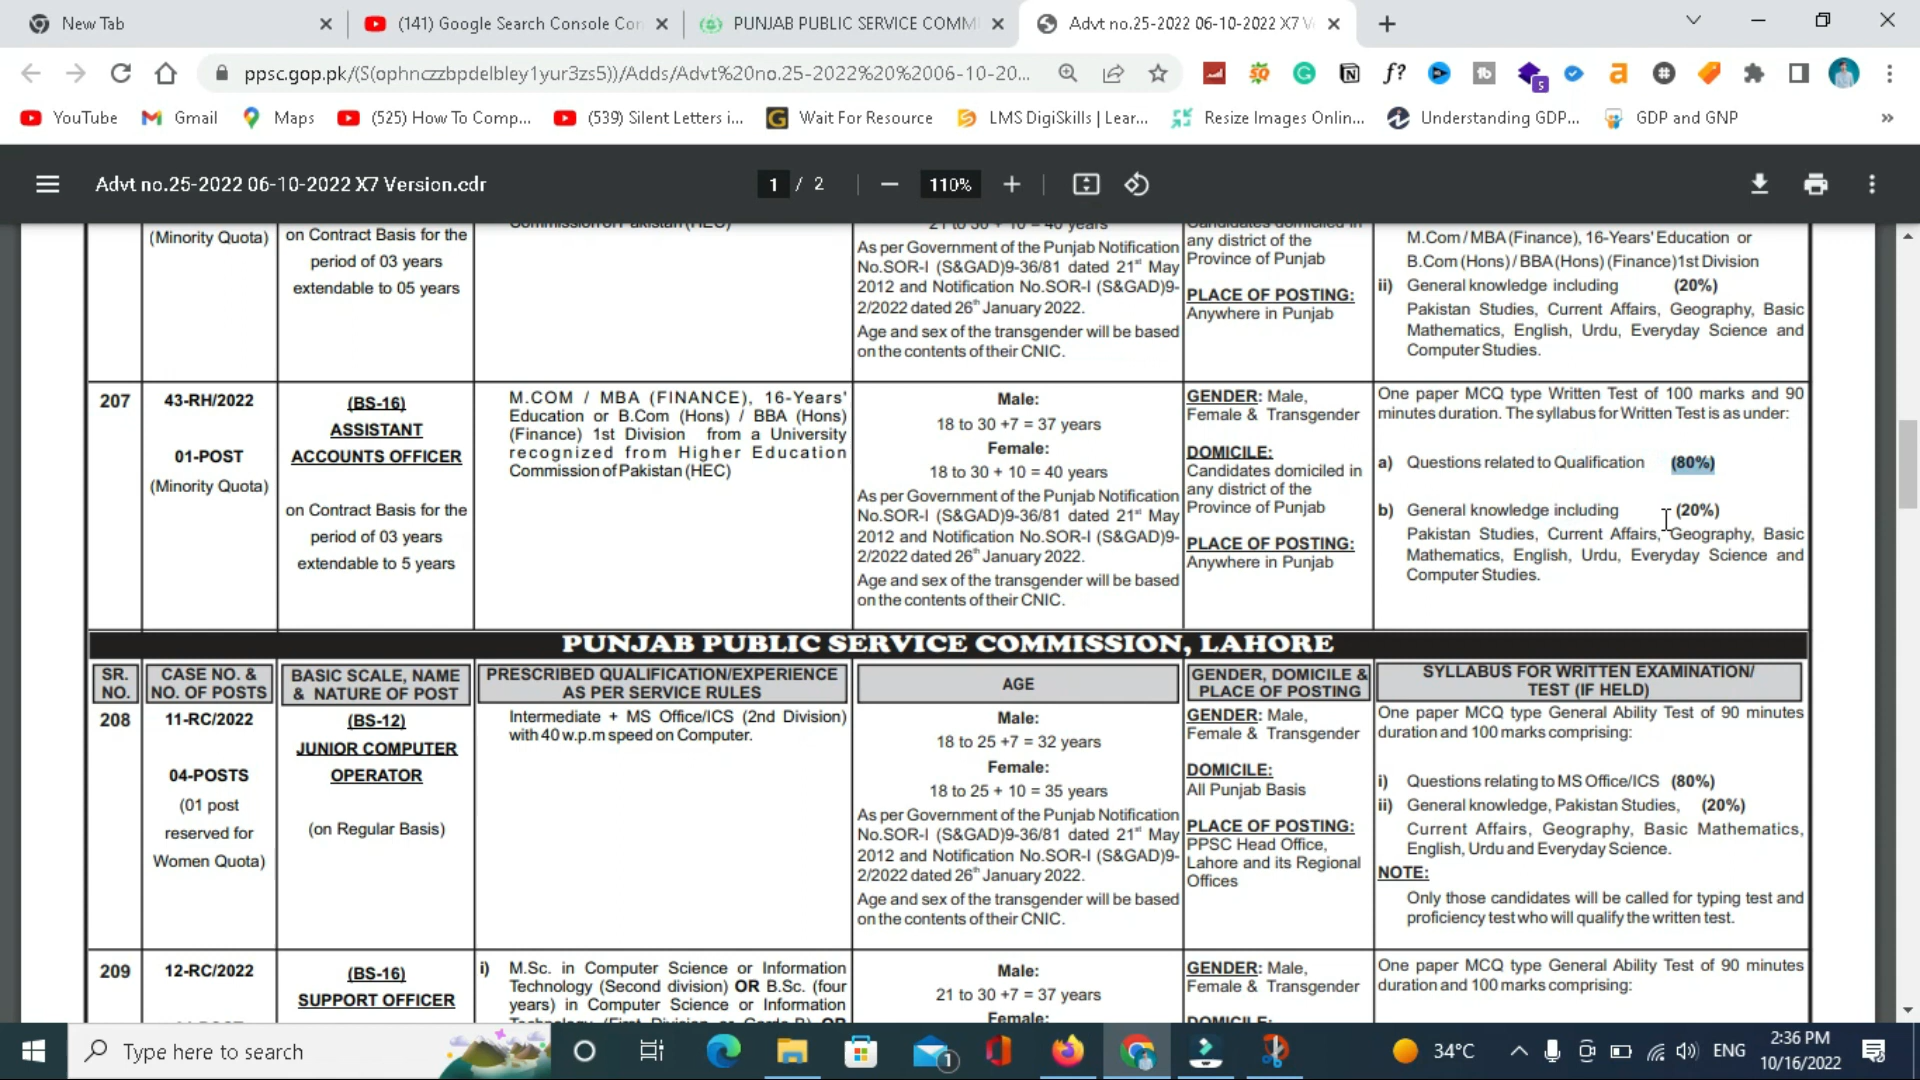 New Tab
(141) Google Search Console Con
PUNJAB PUBLIC SERVICE COMM
Advt no.25-2022 06-10-2022 X7 V
ppsc.gop.pk/(S(ophnczzbpdelbley1yur3zs5))/Adds/Advt%20no.25-2022%20%2006-10-20...
YouTube
Gmail
Maps
(525) How To Comp...
(539) Silent Letters i...
Wait For Resource
LMS DigiSkills | Lear...
Resize Images Onlin...
Understanding GDP...
GDP and GNP
Advt no.25-2022 06-10-2022 X7 Version.cdr
1 / 2
110%
(Minority Quota)
on Contract Basis for the
period of 03 years
extendable to 05 years
Commission of Pakistan (HEC)
21 to 30 + 10 = 40 years
As per Government of the Punjab Notification
No.SOR-I (S&GAD)9-36/81 dated 21st May
2012 and Notification No.SOR-I (S&GAD)9-
2/2022 dated 26th January 2022.
Age and sex of the transgender will be based
on the contents of their CNIC.
Candidates domiciled in
any district of the
Province of Punjab
PLACE OF POSTING:
Anywhere in Punjab
M.Com / MBA (Finance), 16-Years' Education or
B.Com (Hons) / BBA (Hons) (Finance)1st Division
ii) General knowledge including (20%)
Pakistan Studies, Current Affairs, Geography, Basic
Mathematics, English, Urdu, Everyday Science and
Computer Studies.
207
43-RH/2022
01-POST
(Minority Quota)
(BS-16)
ASSISTANT
ACCOUNTS OFFICER
on Contract Basis for the
period of 03 years
extendable to 5 years
M.COM / MBA (FINANCE), 16-Years'
Education or B.Com (Hons) / BBA (Hons)
(Finance) 1st Division from a University
recognized from Higher Education
Commission of Pakistan (HEC)
Male:
18 to 30 +7 = 37 years
Female:
18 to 30 + 10 = 40 years
As per Government of the Punjab Notification
No.SOR-I (S&GAD)9-36/81 dated 21st May
2012 and Notification No.SOR-I (S&GAD)9-
2/2022 dated 26th January 2022.
Age and sex of the transgender will be based
on the contents of their CNIC.
GENDER: Male,
Female & Transgender
DOMICILE:
Candidates domiciled in
any district of the
Province of Punjab
PLACE OF POSTING:
Anywhere in Punjab
One paper MCQ type Written Test of 100 marks and 90
minutes duration. The syllabus for Written Test is as under:
a) Questions related to Qualification (80%)
b) General knowledge including (20%)
Pakistan Studies, Current Affairs, Geography, Basic
Mathematics, English, Urdu, Everyday Science and
Computer Studies.
PUNJAB PUBLIC SERVICE COMMISSION, LAHORE
SR.
NO.
CASE NO. &
NO. OF POSTS
BASIC SCALE, NAME
& NATURE OF POST
PRESCRIBED QUALIFICATION/EXPERIENCE
AS PER SERVICE RULES
AGE
GENDER, DOMICILE &
PLACE OF POSTING
SYLLABUS FOR WRITTEN EXAMINATION/
TEST (IF HELD)
208
11-RC/2022
04-POSTS
(01 post
reserved for
Women Quota)
(BS-12)
JUNIOR COMPUTER
OPERATOR
(on Regular Basis)
Intermediate + MS Office/ICS (2nd Division)
with 40 w.p.m speed on Computer.
Male:
18 to 25 +7 = 32 years
Female:
18 to 25 + 10 = 35 years
As per Government of the Punjab Notification
No.SOR-I (S&GAD)9-36/81 dated 21st May
2012 and Notification No.SOR-I (S&GAD)9-
2/2022 dated 26th January 2022.
Age and sex of the transgender will be based
on the contents of their CNIC.
GENDER: Male,
Female & Transgender
DOMICILE:
All Punjab Basis
PLACE OF POSTING:
PPSC Head Office,
Lahore and its Regional
Offices
One paper MCQ type General Ability Test of 90 minutes
duration and 100 marks comprising:
i) Questions relating to MS Office/ICS (80%)
ii) General knowledge, Pakistan Studies, (20%)
Current Affairs, Geography, Basic Mathematics,
English, Urdu and Everyday Science.
NOTE:
Only those candidates will be called for typing test and
proficiency test who will qualify the written test.
209
12-RC/2022
(BS-16)
SUPPORT OFFICER
i) M.Sc. in Computer Science or Information
Technology (Second division) OR B.Sc. (four
years) in Computer Science or Information
Male:
21 to 30 +7 = 37 years
Female:
GENDER: Male,
Female & Transgender
DOMICILE:
One paper MCQ type General Ability Test of 90 minutes
duration and 100 marks comprising:
Type here to search
34°C
ENG
2:36 PM
10/16/2022